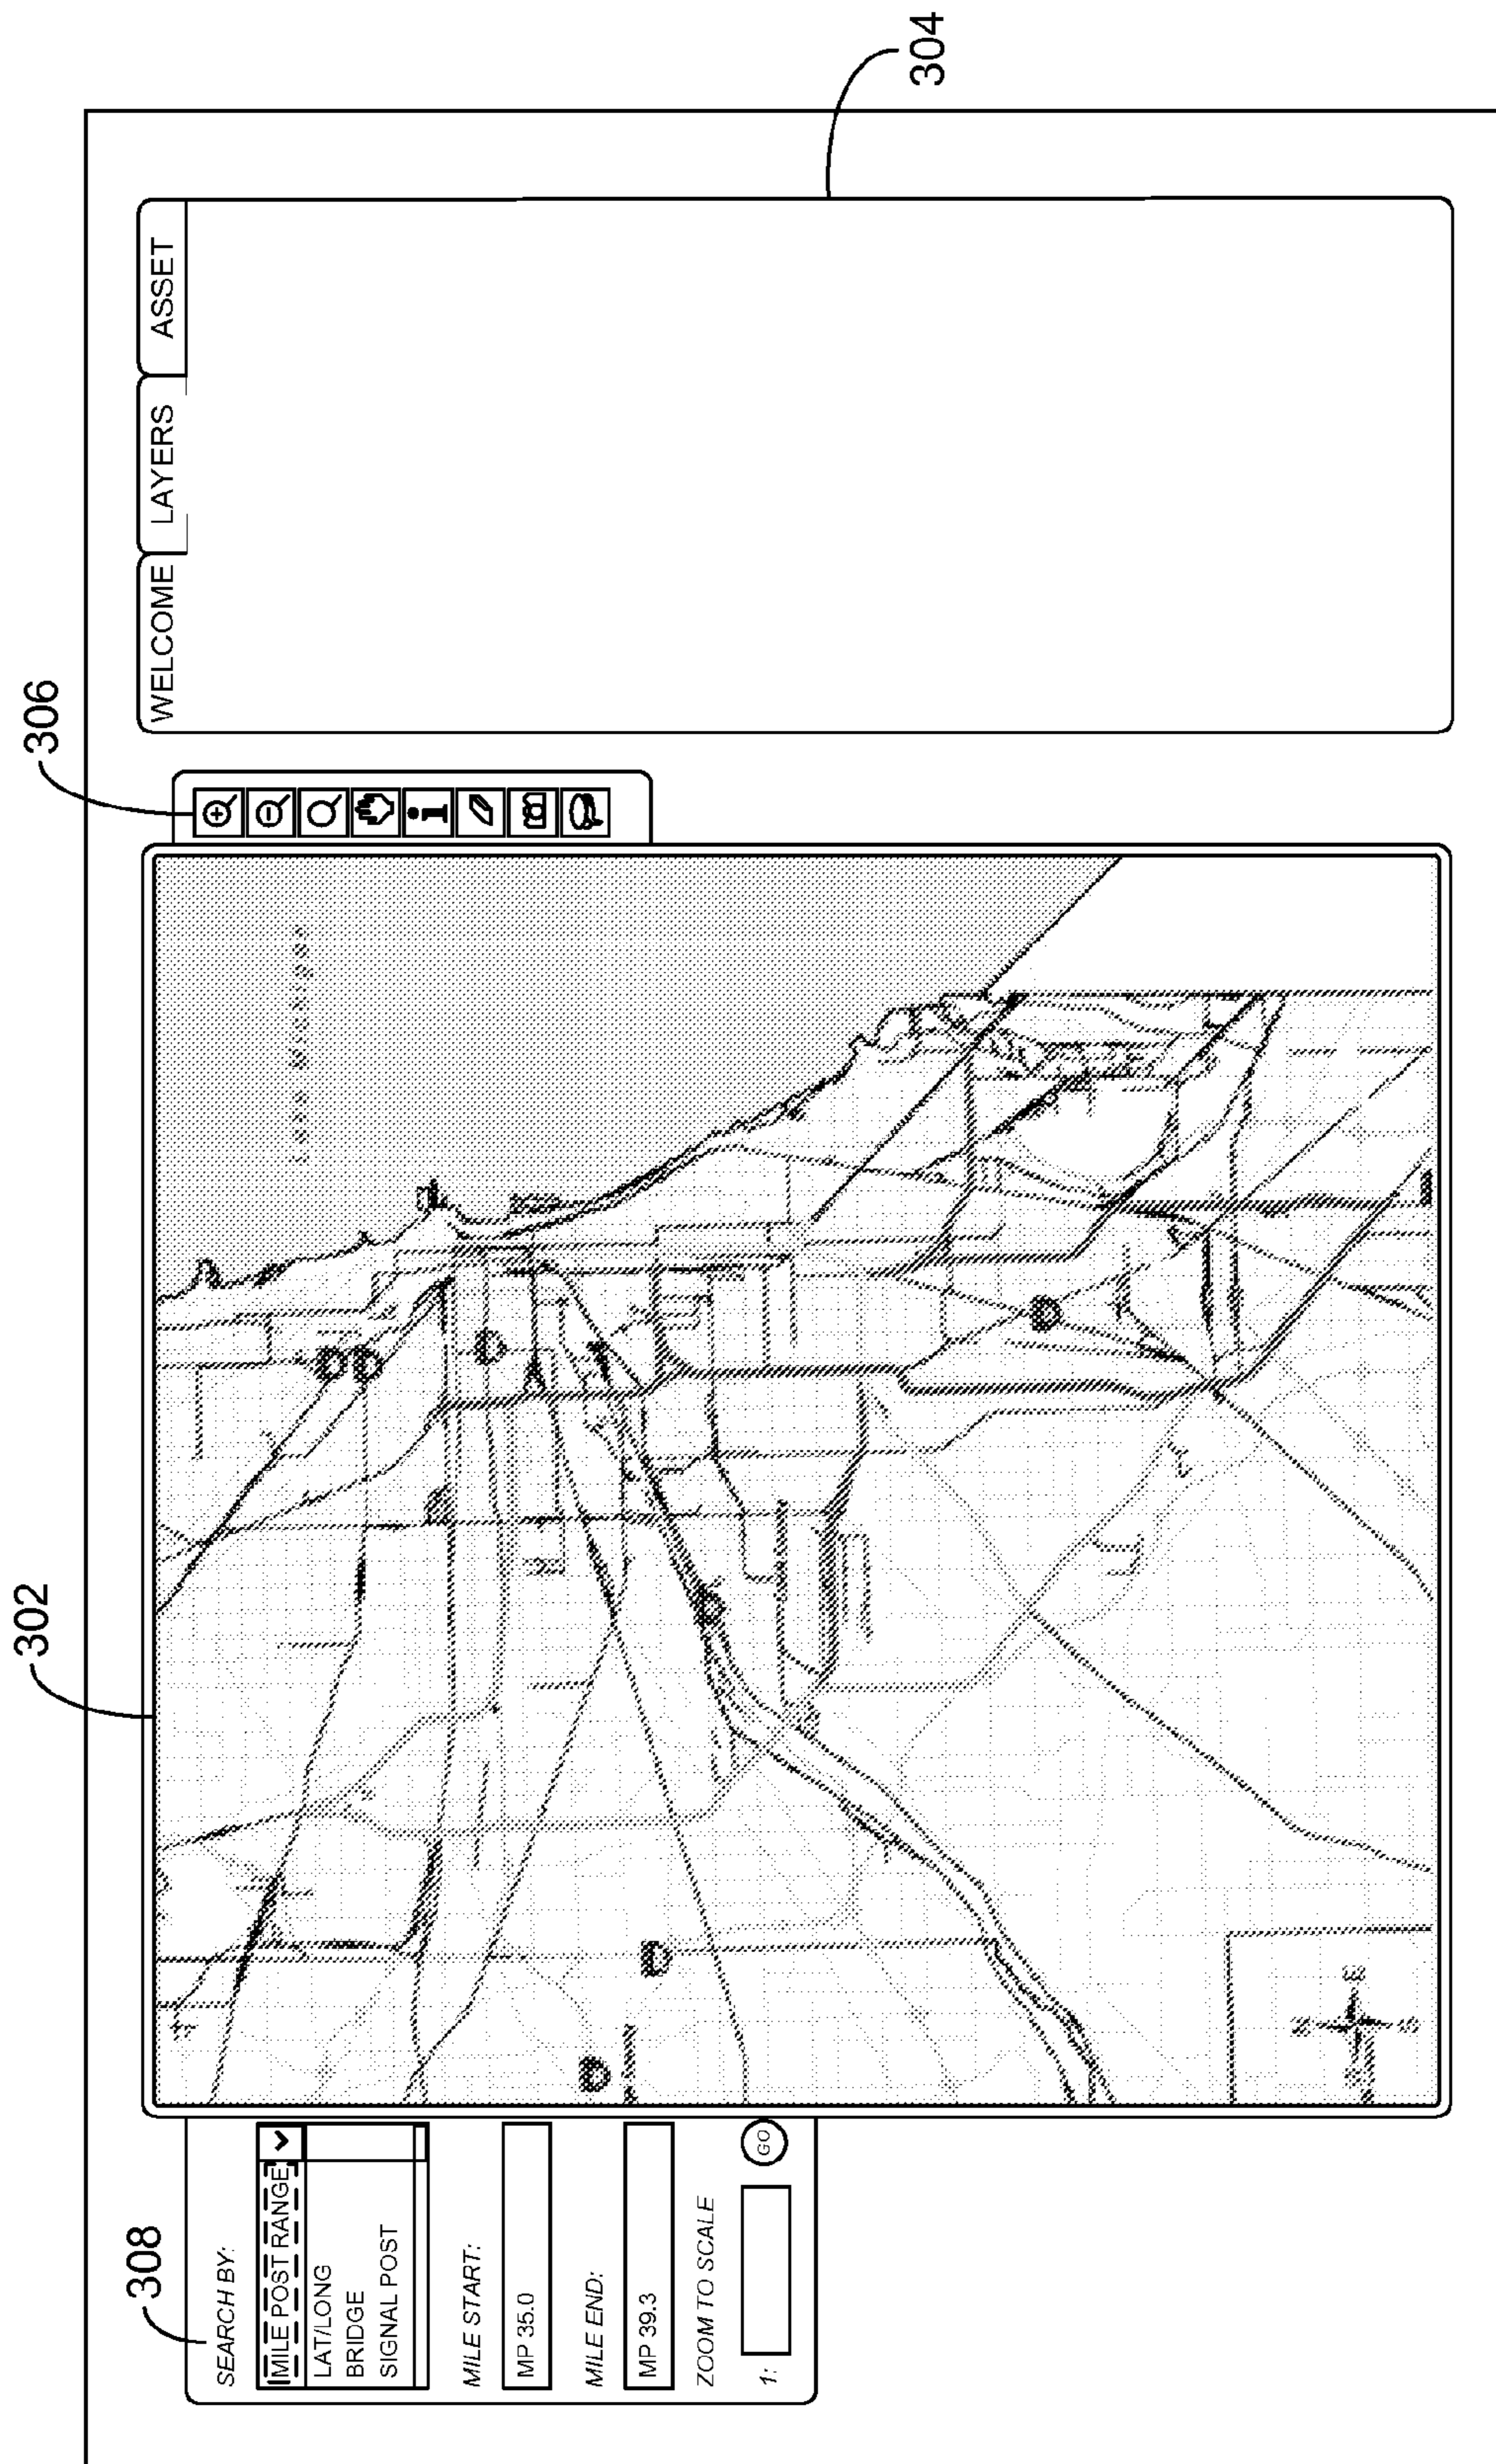 302
306
304
308
SEARCH BY:
MILE POST RANGE
LAT/LONG
BRIDGE
SIGNAL POST
MILE START:
MP 35.0
MILE END:
MP 39.3
ZOOM TO SCALE
1:
GO
i
WELCOME
LAYERS
ASSET
D
D
D
D
D
D
D